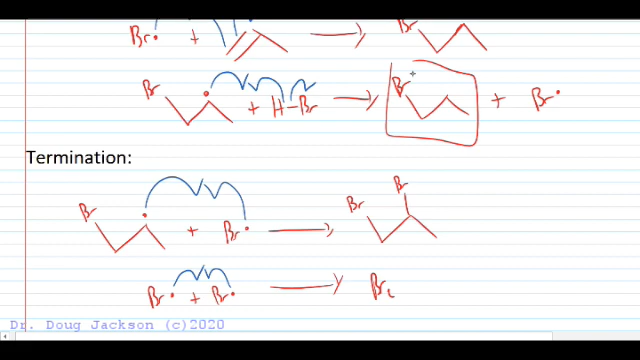 Br
Br• +
Br + H-Br Br + Br•
Termination:
Br + Br• Br Br
Br• + Br• Br₂
Dr. Doug Jackson (c)2020